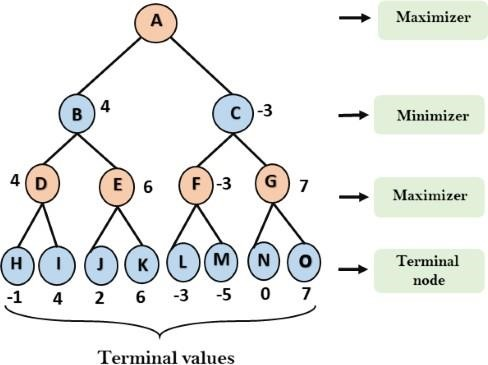 A
Maximizer
B 4
C -3
Minimizer
4 D
E 6
F -3
G 7
Maximizer
H I J K L M N O
Terminal
node
-1 4 2 6 -3 -5 0 7
Terminal values